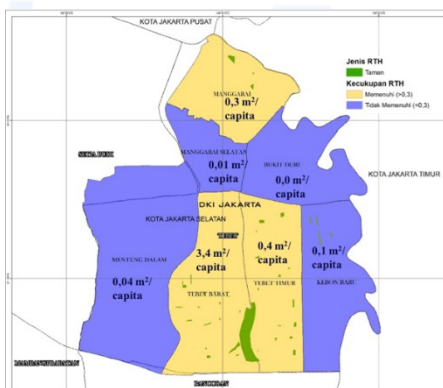 KOTA JAKARTA PUSAT
Jenis RTH
Taman
Kecukupan RTH
Memenuhi (>0,3)
Tidak Memenuhi (<0,3)
MANGGARAI
0,3 m²/
capita
MANGGARAI SELATAN
0,01 m²/
capita
BUKIT DURI
0,0 m²/
capita
KOTA JAKARTA TIMUR
DKI JAKARTA
KOTA JAKARTA SELATAN
TEBET
MENTENG DALAM
0,04 m²/
capita
3,4 m²/
capita
TEBET BARAT
0,4 m²/
capita
TEBET TIMUR
0,1 m²/
capita
KEBON BARU
PANCORAN